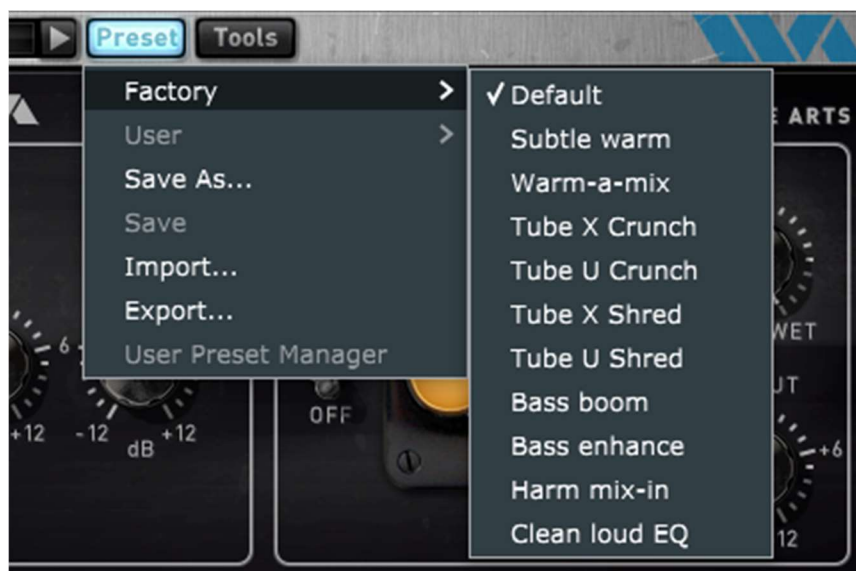 Preset Tools
Factory
User
Save As...
Save
Import...
Export...
User Preset Manager
✓ Default
Subtle warm
Warm-a-mix
Tube X Crunch
Tube U Crunch
Tube X Shred
Tube U Shred
Bass boom
Bass enhance
Harm mix-in
Clean loud EQ
ARTS
WET
6
+12 -12 dB +12
OFF
+6
12